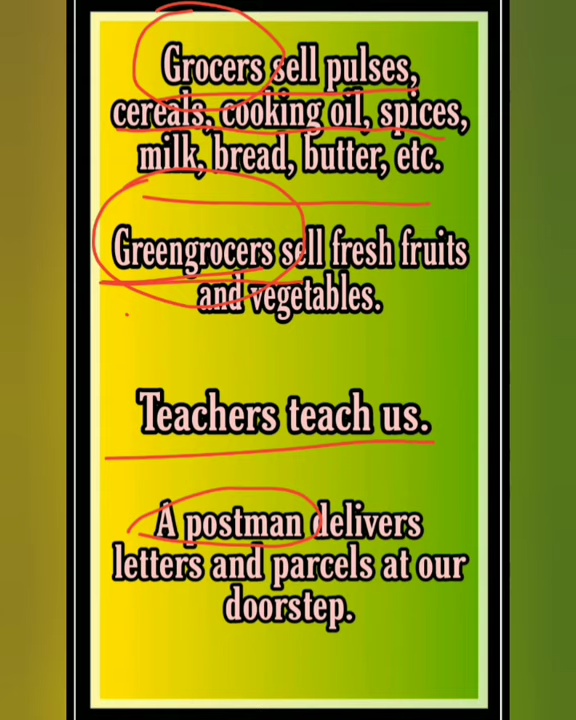 Grocers sell pulses,
cereals, cooking oil, spices,
milk, bread, butter, etc.
Greengrocers sell fresh fruits
and vegetables.
Teachers teach us.
A postman delivers
letters and parcels at our
doorstep.